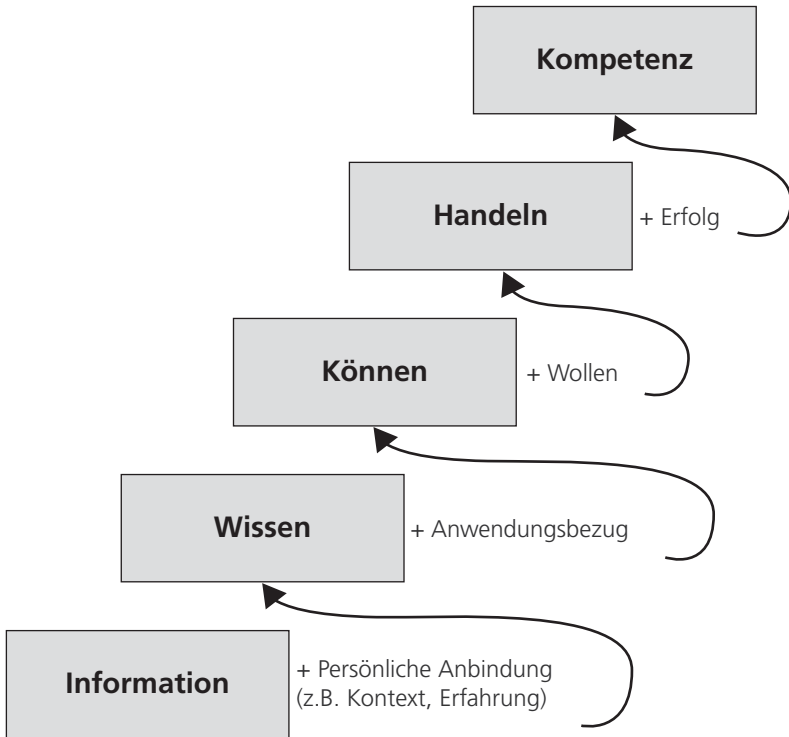 Kompetenz
Handeln
+ Erfolg
Können
+ Wollen
Wissen
+ Anwendungsbezug
Information
+ Persönliche Anbindung
(z.B. Kontext, Erfahrung)